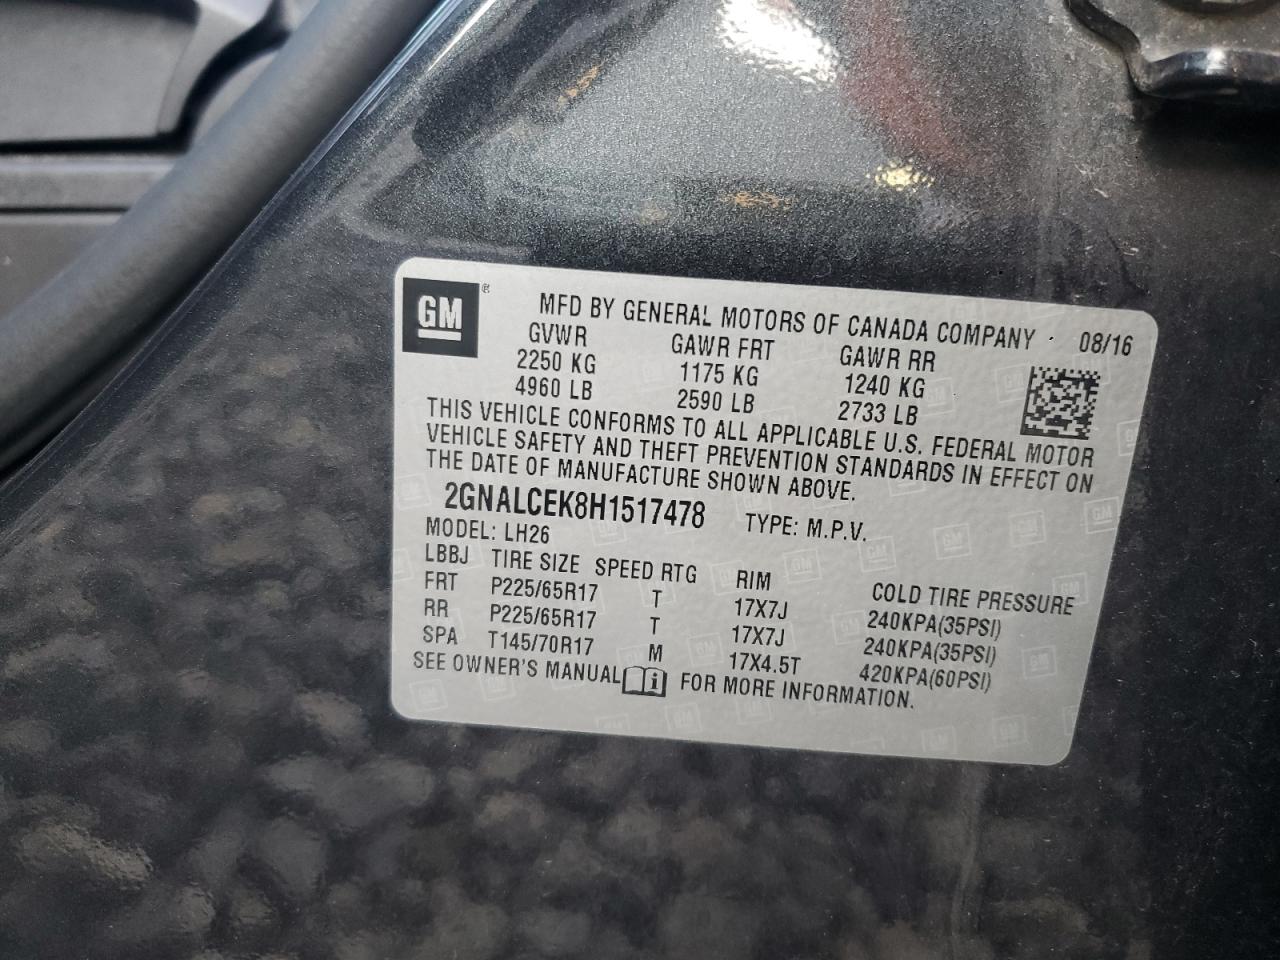 GM ®
MFD BY GENERAL MOTORS OF CANADA COMPANY 08/16
GVWR GAWR FRT GAWR RR
2250 KG 1175 KG 1240 KG
4960 LB 2590 LB 2733 LB
THIS VEHICLE CONFORMS TO ALL APPLICABLE U.S. FEDERAL MOTOR
VEHICLE SAFETY AND THEFT PREVENTION STANDARDS IN EFFECT ON
THE DATE OF MANUFACTURE SHOWN ABOVE.
2GNALCEK8H1517478 TYPE: M.P.V.
MODEL: LH26
LBBJ TIRE SIZE SPEED RTG RIM COLD TIRE PRESSURE
FRT P225/65R17 T 17X7J 240KPA(35PSI)
RR P225/65R17 T 17X7J 240KPA(35PSI)
SPA T145/70R17 M 17X4.5T 420KPA(60PSI)
SEE OWNER'S MANUAL i FOR MORE INFORMATION.